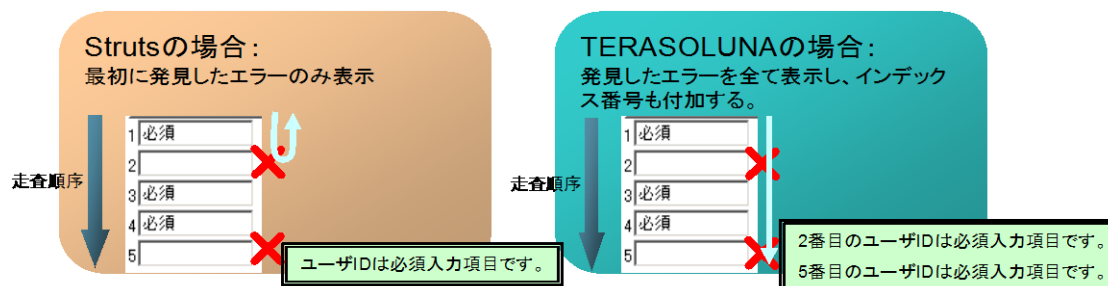 Strutsの場合：
最初に発見したエラーのみ表示
走査順序
1 必須
2
3 必須
4 必須
5
ユーザIDは必須入力項目です。
TERASOLUNAの場合：
発見したエラーを全て表示し、インデック
ス番号も付加する。
走査順序
1 必須
2
3 必須
4 必須
5
2番目のユーザIDは必須入力項目です。
5番目のユーザIDは必須入力項目です。